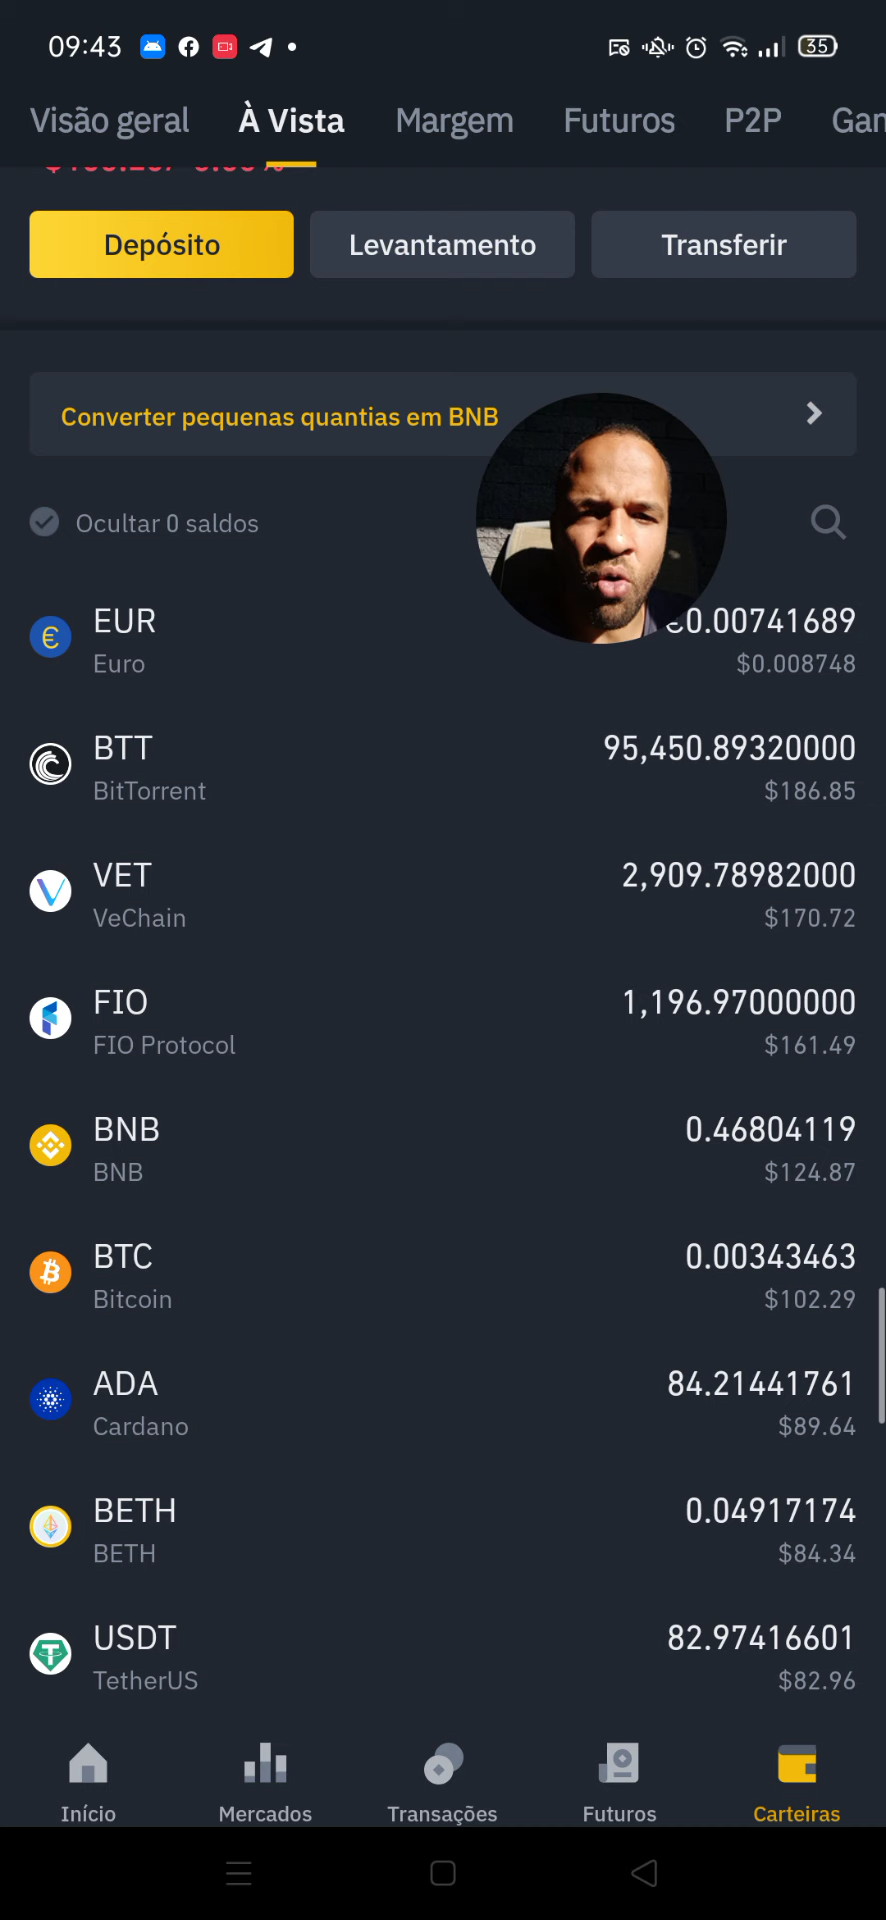 09:43
35
Visão geral À Vista Margem Futuros P2P Gan
Depósito Levantamento Transferir
Converter pequenas quantias em BNB
Ocultar 0 saldos
EUR €0.00741689
Euro $0.008748
BTT 95,450.89320000
BitTorrent $186.85
VET 2,909.78982000
VeChain $170.72
FIO 1,196.97000000
FIO Protocol $161.49
BNB 0.46804119
BNB $124.87
BTC 0.00343463
Bitcoin $102.29
ADA 84.21441761
Cardano $89.64
BETH 0.04917174
BETH $84.34
USDT 82.97416601
TetherUS $82.96
Início Mercados Transações Futuros Carteiras